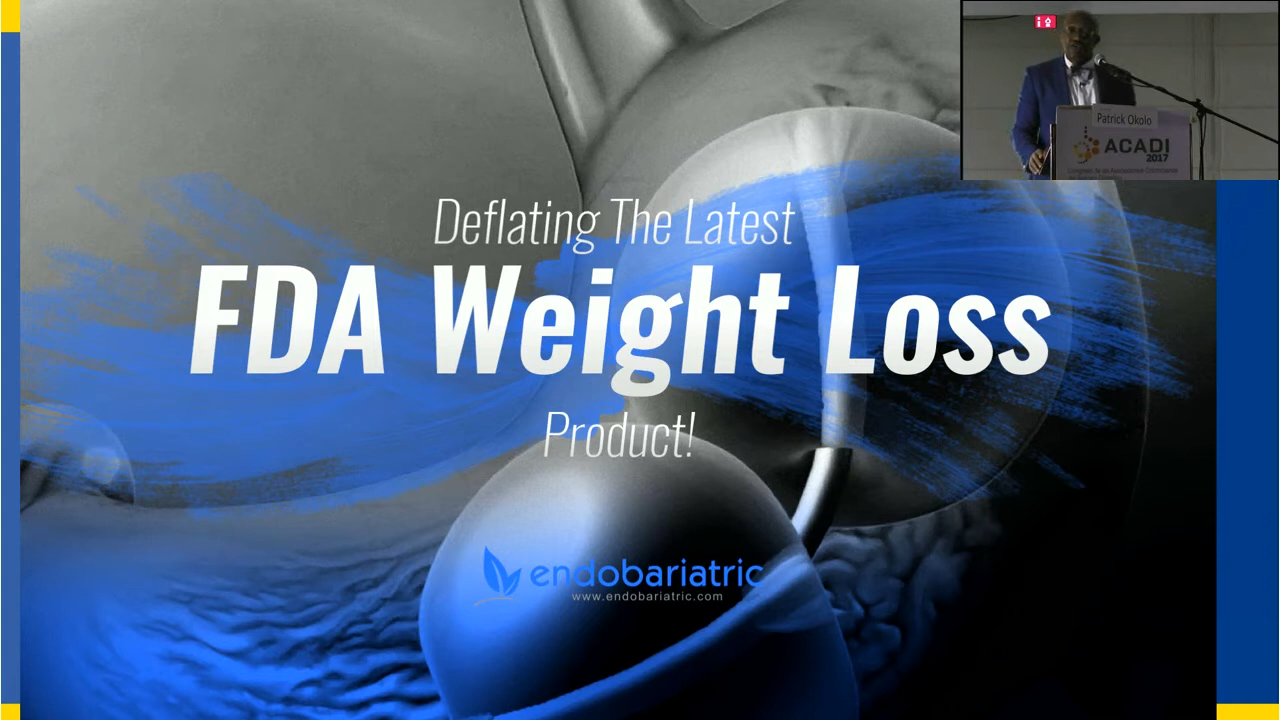 Deflating The Latest
FDA Weight Loss
Product!
endobariatric
www.endobariatric.com
Patrick Okolo
ACADI
2017